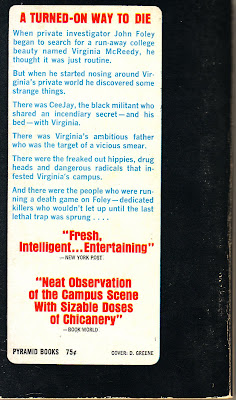 A TURNED-ON WAY TO DIE
When private investigator John Foley
began to search for a run-away college
beauty named Virginia McReedy, he
thought it was just routine.
But when he started nosing around Vir-
ginia's private world he discovered some
strange things.
There was CeeJay, the black militant who
shared an incendiary secret—and his
bed—with Virginia.
There was Virginia's ambitious father
who was the target of a vicious smear.
There were the freaked out hippies, drug
heads and dangerous radicals that in-
fested Virginia's campus.
And there were the people who were run-
ning a death game on Foley—dedicated
killers who wouldn't let up until the last
lethal trap was sprung . . . .
"Fresh,
Intelligent...Entertaining"
—NEW YORK POST
"Neat Observation
of the Campus Scene
With Sizable Doses
of Chicanery"
—BOOK WORLD
PYRAMID BOOKS 75¢ COVER: D. GREENE